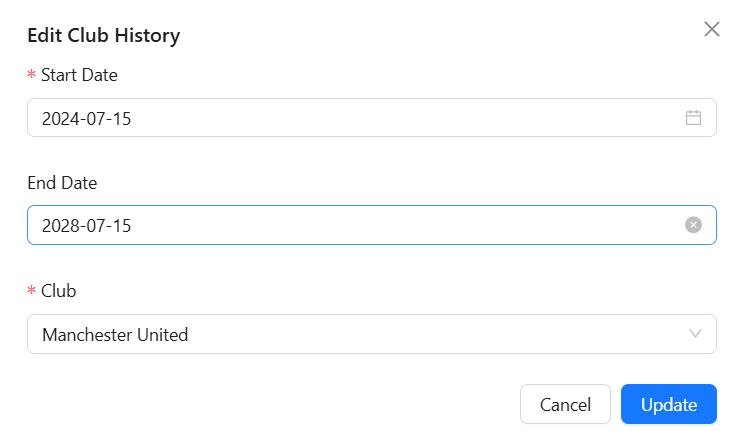 Edit Club History
* Start Date
2024-07-15
End Date
2028-07-15
* Club
Manchester United
Cancel Update